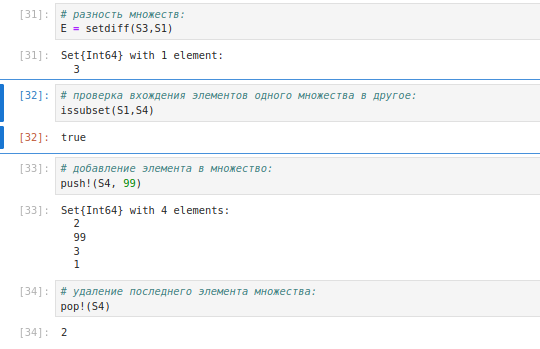 [31]: # разность множеств:
E = setdiff(S3,S1)
[31]: Set{Int64} with 1 element:
3
[32]: # проверка вхождения элементов одного множества в другое:
issubset(S1,S4)
[32]: true
[33]: # добавление элемента в множество:
push!(S4, 99)
[33]: Set{Int64} with 4 elements:
2
99
3
1
[34]: # удаление последнего элемента множества:
pop!(S4)
[34]: 2